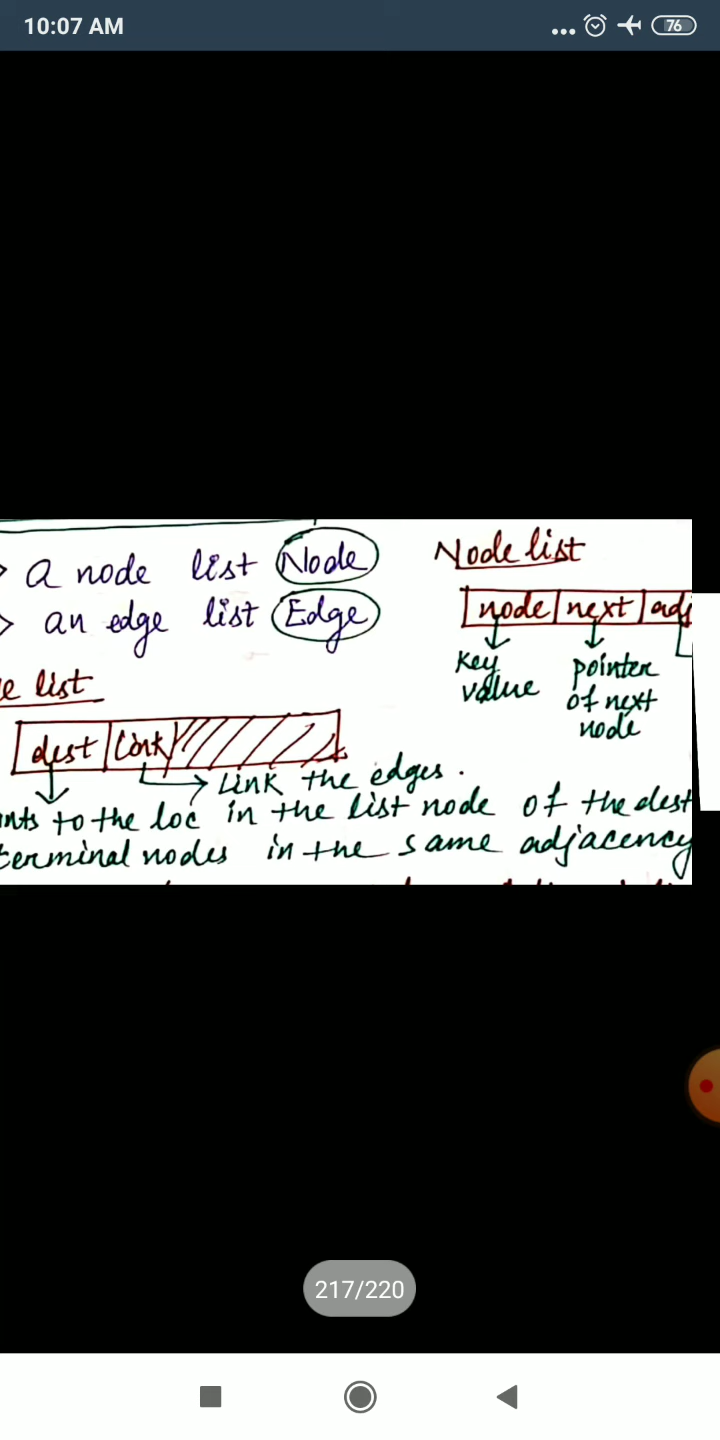 10:07 AM
76
a node list Node
an edge list Edge
e list
dest Link
Link the edges.
nts to the loc in the list node of the dest
terminal nodes in the same adjacency
Node list
node next adj
Key value
pointer of next node
217/220